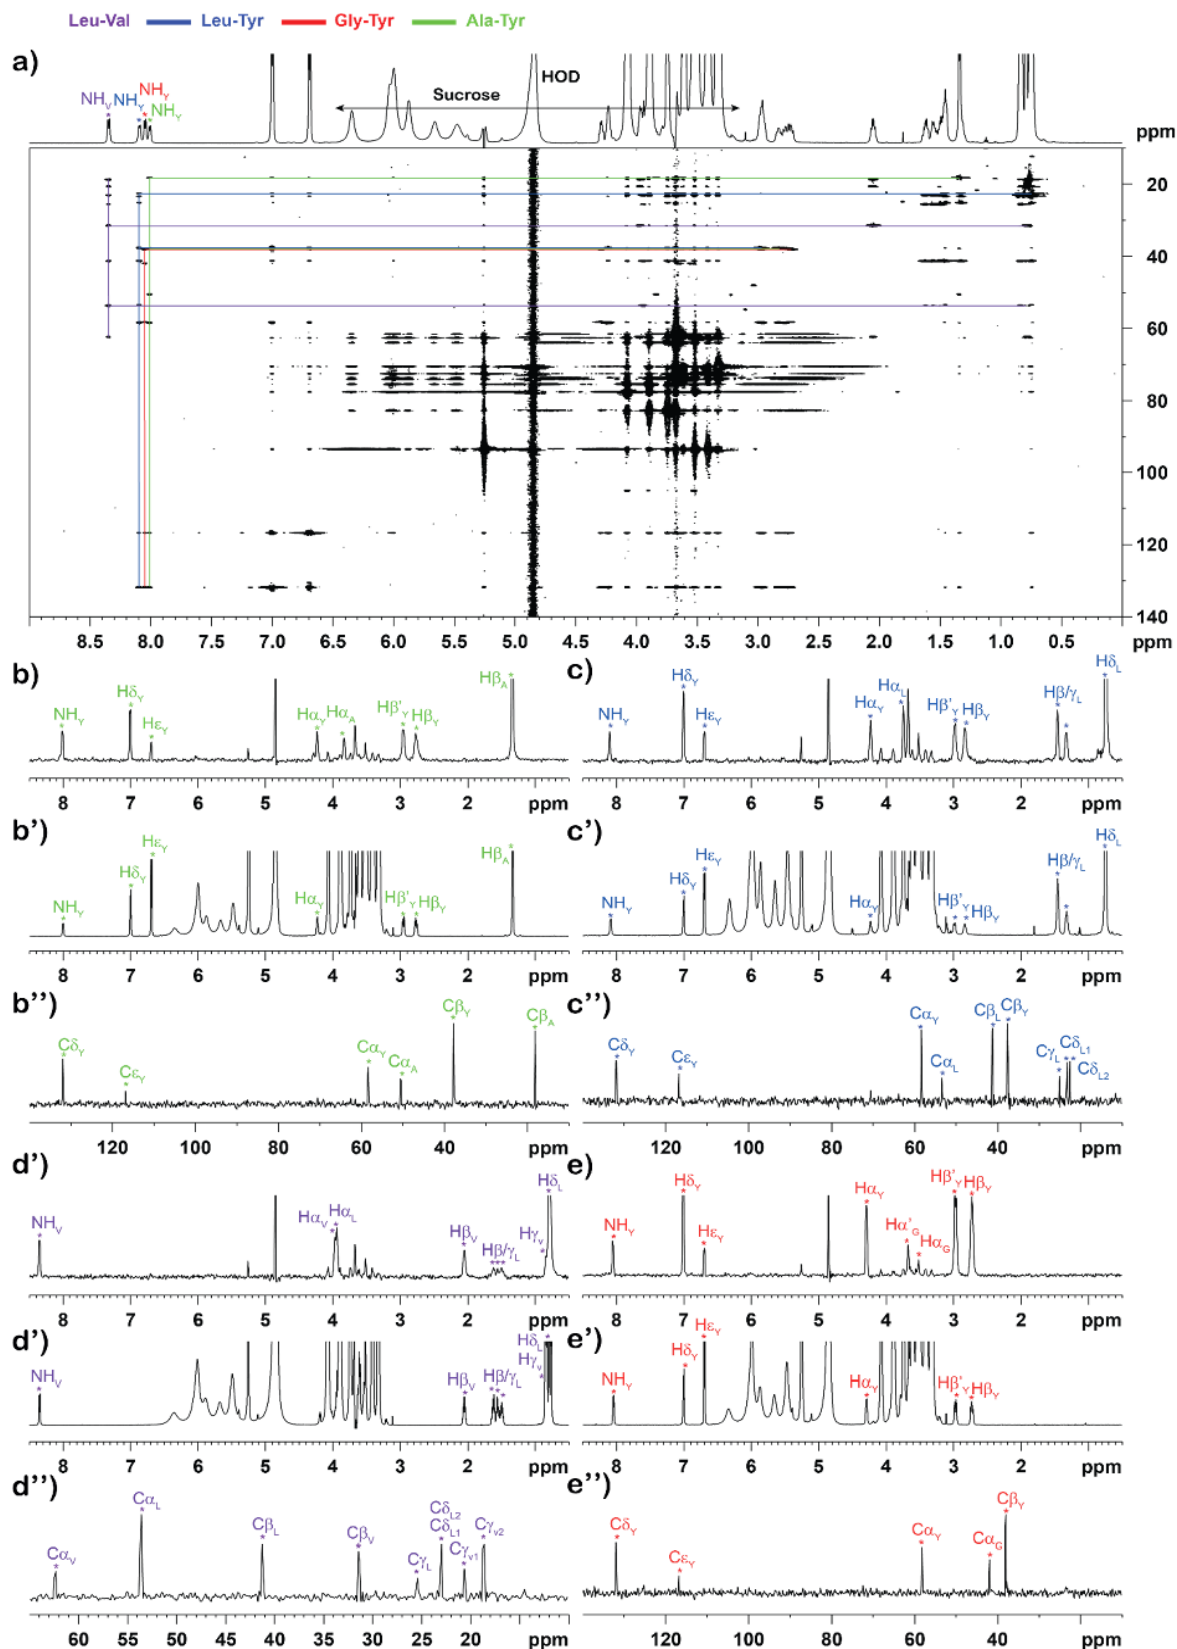 Leu-Val Leu-Tyr Gly-Tyr Ala-Tyr
a)
NHV NHY NHY NHY
Sucrose
HOD
ppm
20
40
60
80
100
120
140
8.5 8.0 7.5 7.0 6.5 6.0 5.5 5.0 4.5 4.0 3.5 3.0 2.5 2.0 1.5 1.0 0.5 ppm
b)
NHY HδY HεY HαY HαA Hβ'Y HβY HβA
8 6 4 3 2 ppm
c)
NHY HδY HεY HαY HαL Hβ'Y HβY Hβ/γL HδL
8 7 6 5 4 3 2 ppm
b')
NHY HδY HεY HαY Hβ'Y HβY HβA
8 6 5 4 3 2 ppm
c')
NHY HδY HεY HαY Hβ'Y HβY Hβ/γL HδL
8 7 6 5 4 3 2 ppm
b'')
CδY CεY CαY CαA CβY CβA
120 100 80 60 40 ppm
c'')
CδY CεY CαY CαL CβL CβY CγL CδL1 CδL2
120 100 80 60 40 ppm
d')
NHV HαV HαL HβV Hβ/γL Hγv HδL
8 6 5 4 3 2 ppm
e)
NHY HδY HεY HαY Hα'G HαG Hβ'Y HβY
8 7 6 5 4 3 2 ppm
d')
NHV HβV Hβ/γL HδL Hγv
8 6 5 4 3 2 ppm
e')
NHY HδY HεY HαY Hβ'Y HβY
8 7 6 5 4 3 2 ppm
d'')
CαV CαL CβL CβV CγL CδL2 CδL1 Cγv1 Cγv2
60 55 50 45 40 35 30 25 20 ppm
e'')
CδY CεY CαY CαG CβY
120 100 80 60 40 ppm